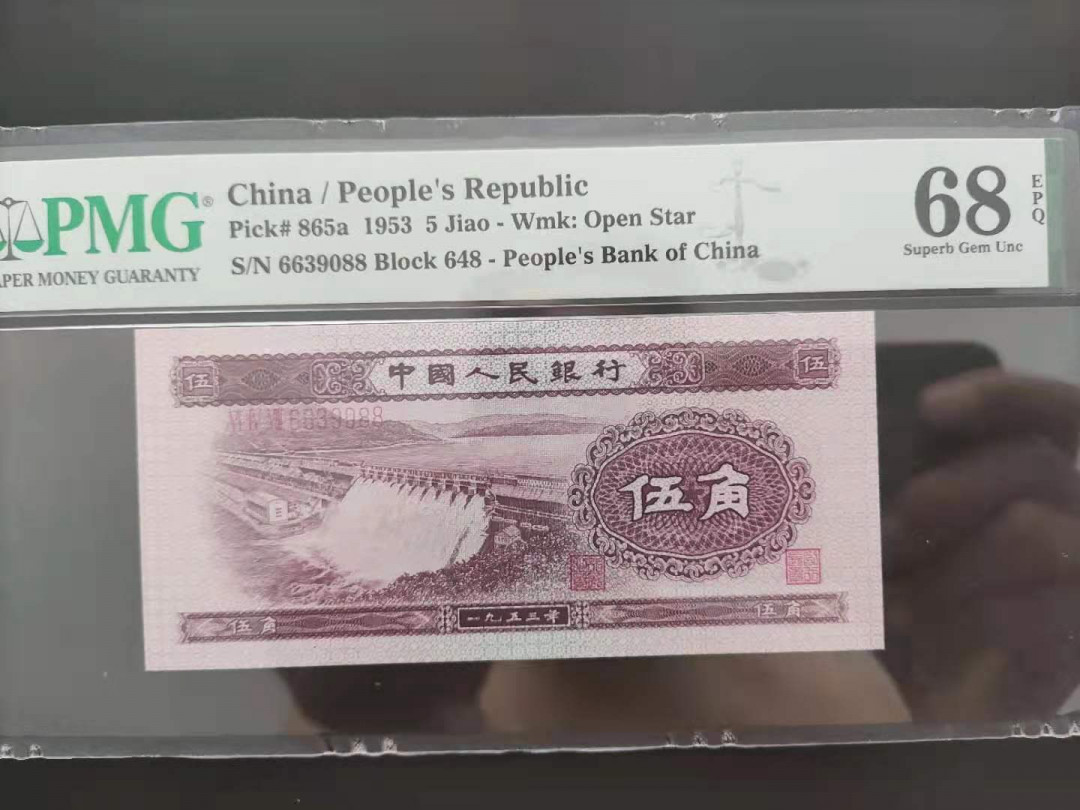 PMG®
APER MONEY GUARANTY
China / People's Republic
Pick# 865a 1953 5 Jiao - Wmk: Open Star
S/N 6639088 Block 648 - People's Bank of China
68
EPQ
Superb Gem Unc
伍
中國人民銀行
伍
6639088
伍角
伍角
一九五三年
伍角